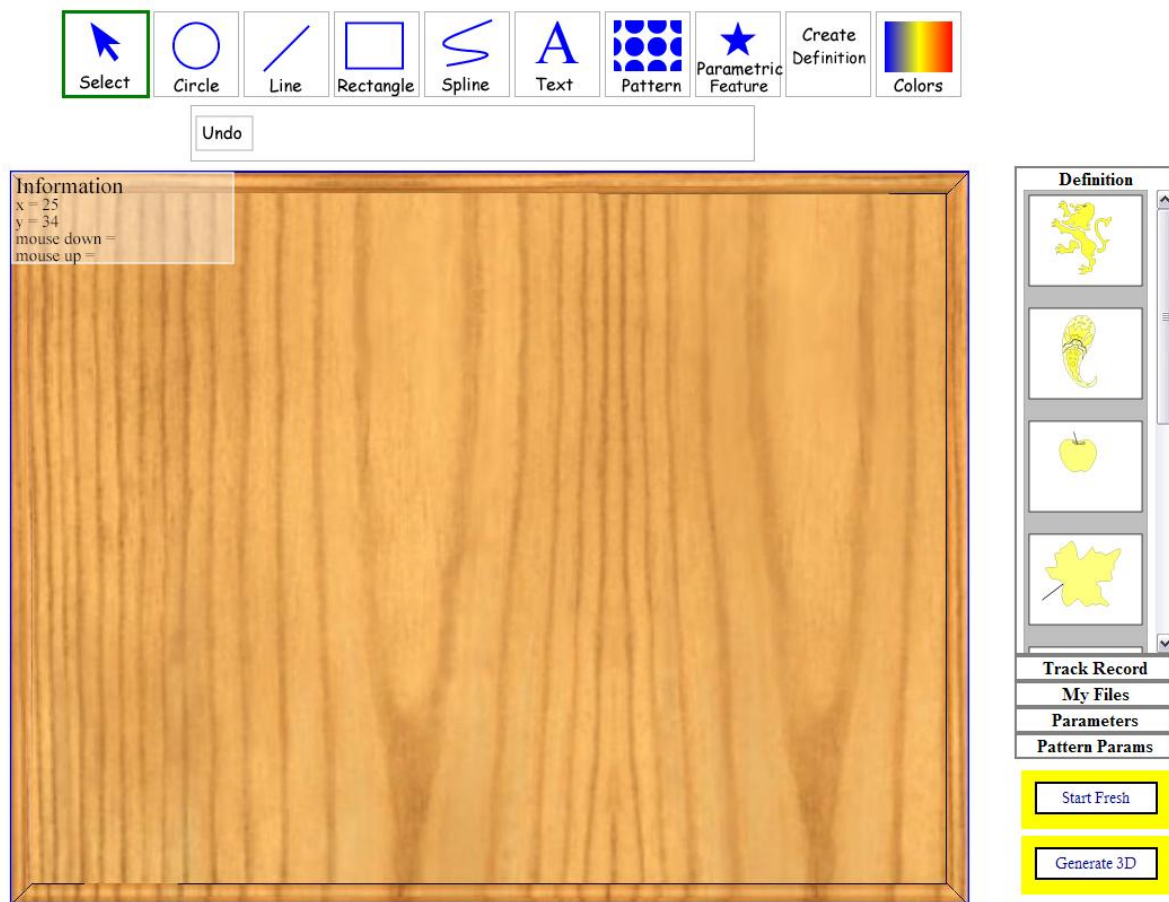 Select
Circle
Line
Rectangle
Spline
A
Text
Pattern
Parametric
Feature
Create
Definition
Colors
Undo
Information
x = 25
y = 34
mouse down =
mouse up =
Definition
Track Record
My Files
Parameters
Pattern Params
Start Fresh
Generate 3D